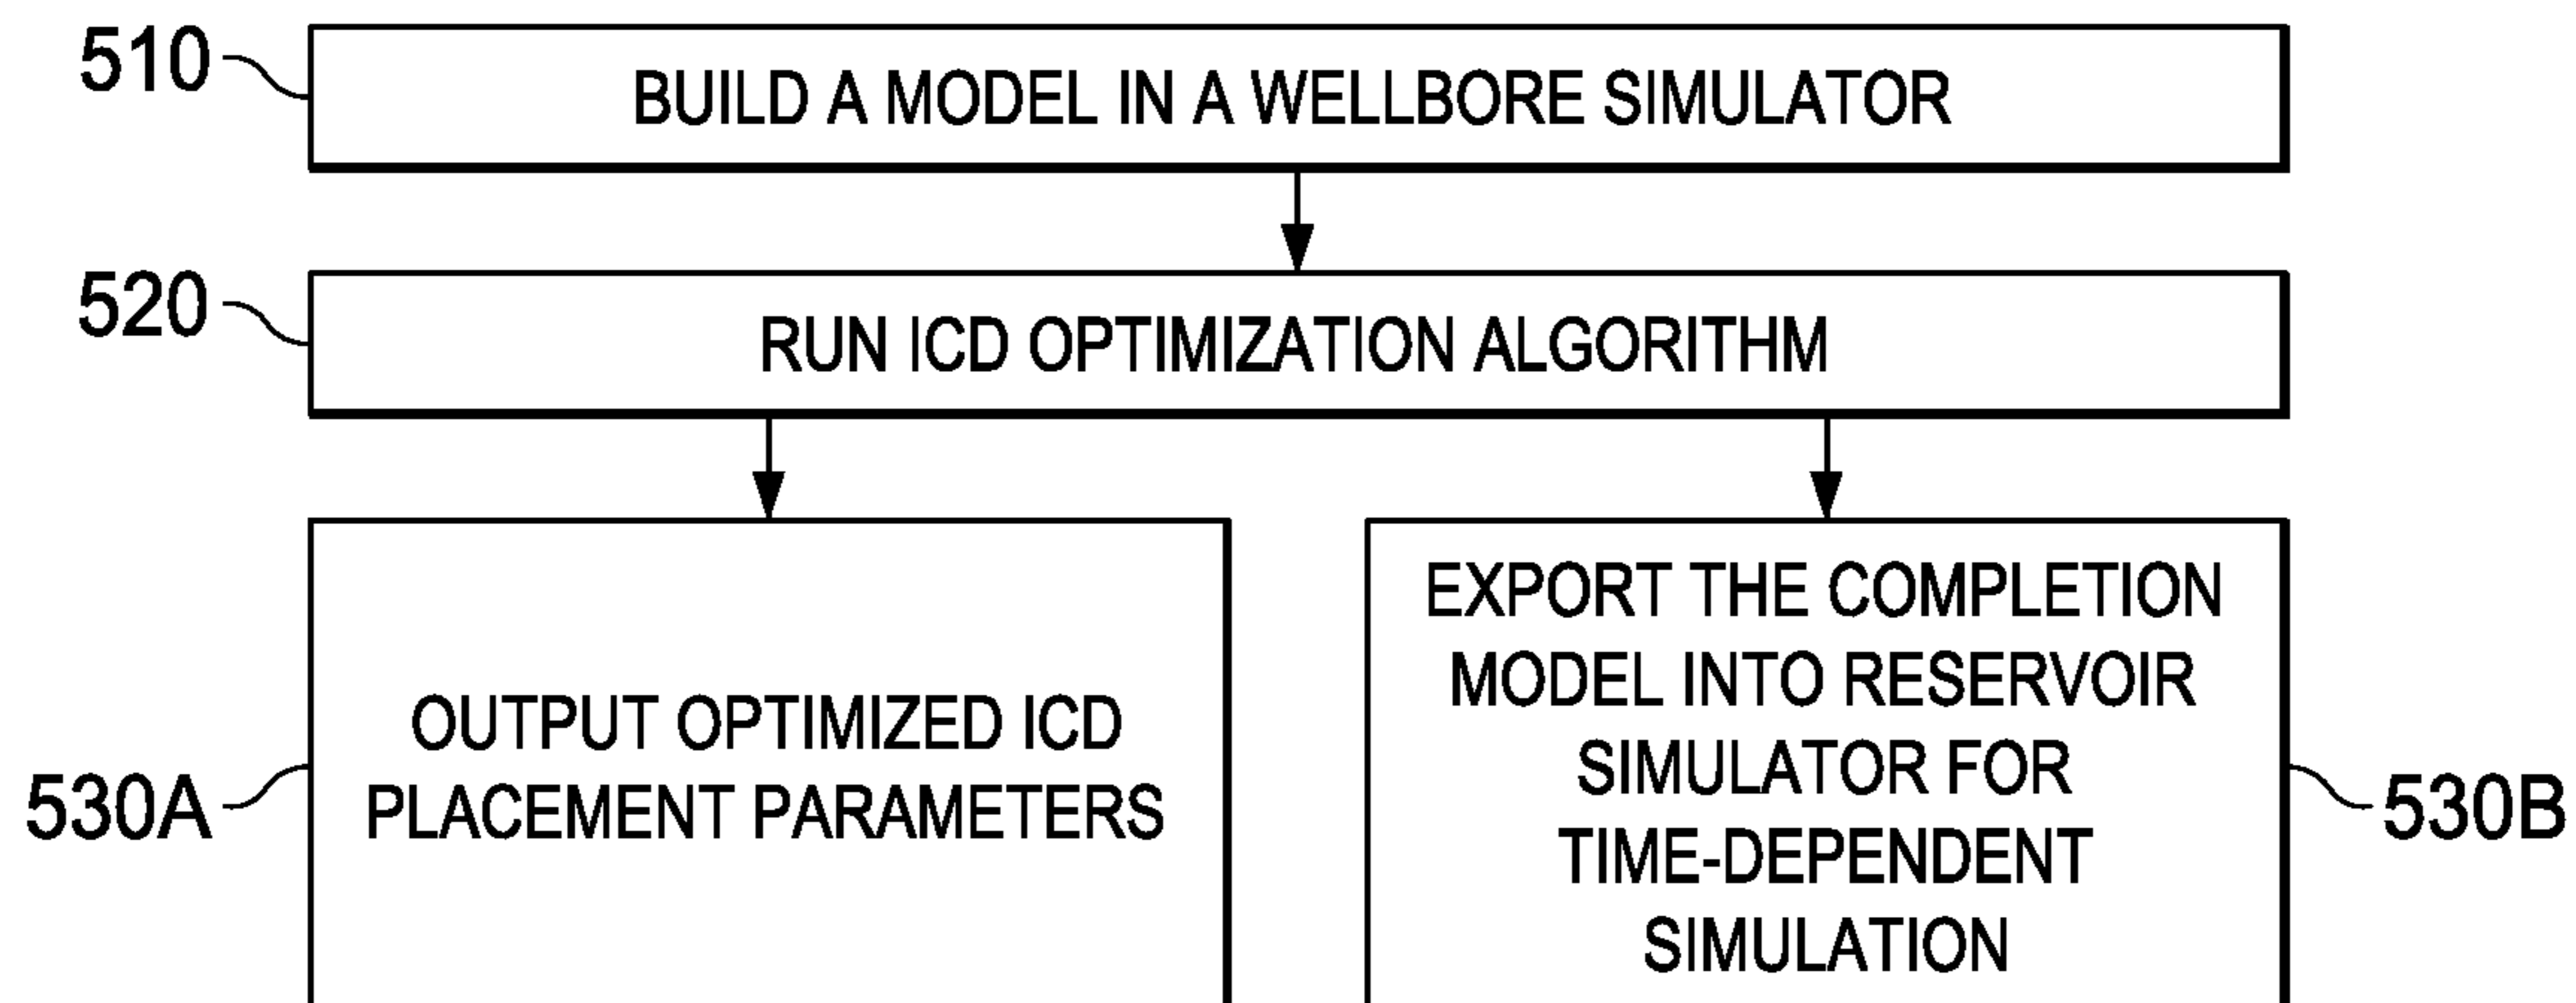 510
BUILD A MODEL IN A WELLBORE SIMULATOR
520
RUN ICD OPTIMIZATION ALGORITHM
530A
OUTPUT OPTIMIZED ICD
PLACEMENT PARAMETERS
EXPORT THE COMPLETION
MODEL INTO RESERVOIR
SIMULATOR FOR
TIME-DEPENDENT
SIMULATION
530B